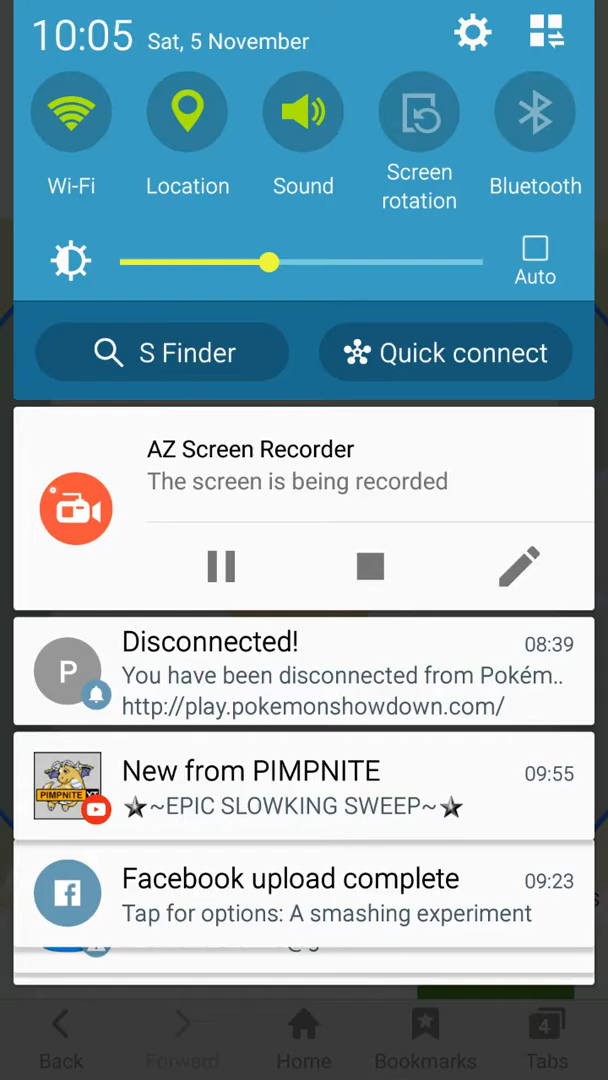 10:05 Sat, 5 November
Wi-Fi
Location
Sound
Screen
rotation
Bluetooth
Auto
S Finder
Quick connect
AZ Screen Recorder
The screen is being recorded
P
Disconnected! 08:39
You have been disconnected from Pokém..
http://play.pokemonshowdown.com/
PIMPNITE
New from PIMPNITE 09:55
★~EPIC SLOWKING SWEEP~★
Facebook upload complete 09:23
Tap for options: A smashing experiment
4
Back
Forward
Home
Bookmarks
Tabs